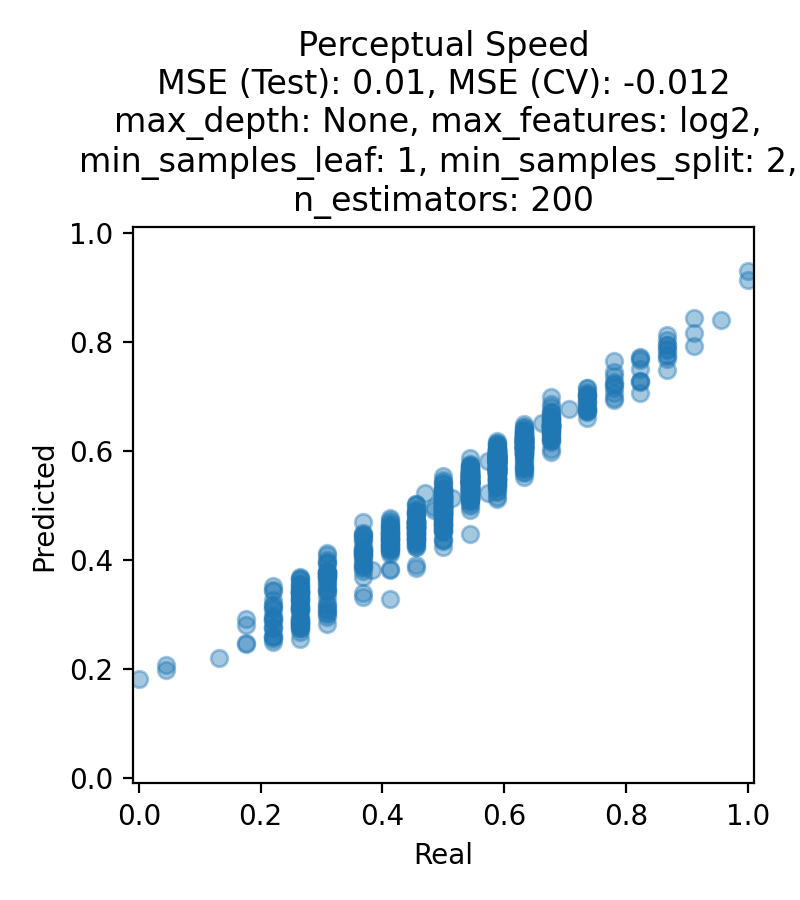 Perceptual Speed
MSE (Test): 0.01, MSE (CV): -0.012
max_depth: None, max_features: log2,
min_samples_leaf: 1, min_samples_split: 2,
n_estimators: 200
1.0
0.8
0.6
0.4
0.2
0.0
Predicted
0.0 0.2 0.4 0.6 0.8 1.0
Real